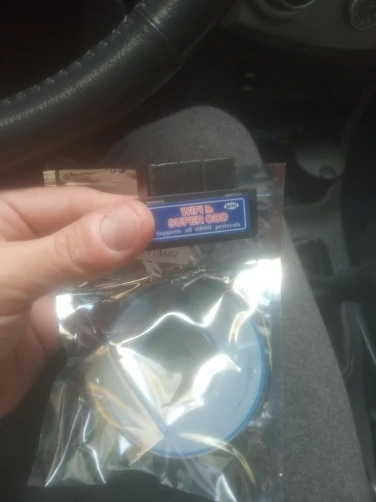 WIFI &
SUPER OBD
Supports all OBDII protocols